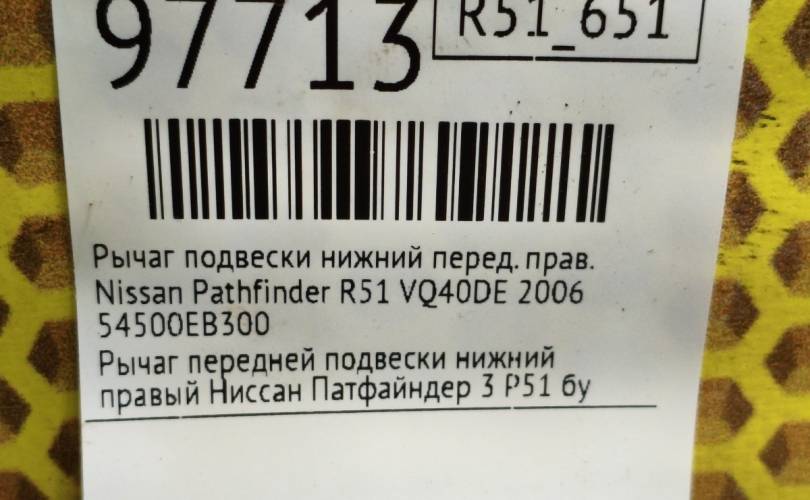 97713
R51_651
Рычаг подвески нижний перед. прав.
Nissan Pathfinder R51 VQ40DE 2006
54500EB300
Рычаг передней подвески нижний
правый Ниссан Патфайндер 3 Р51 бу